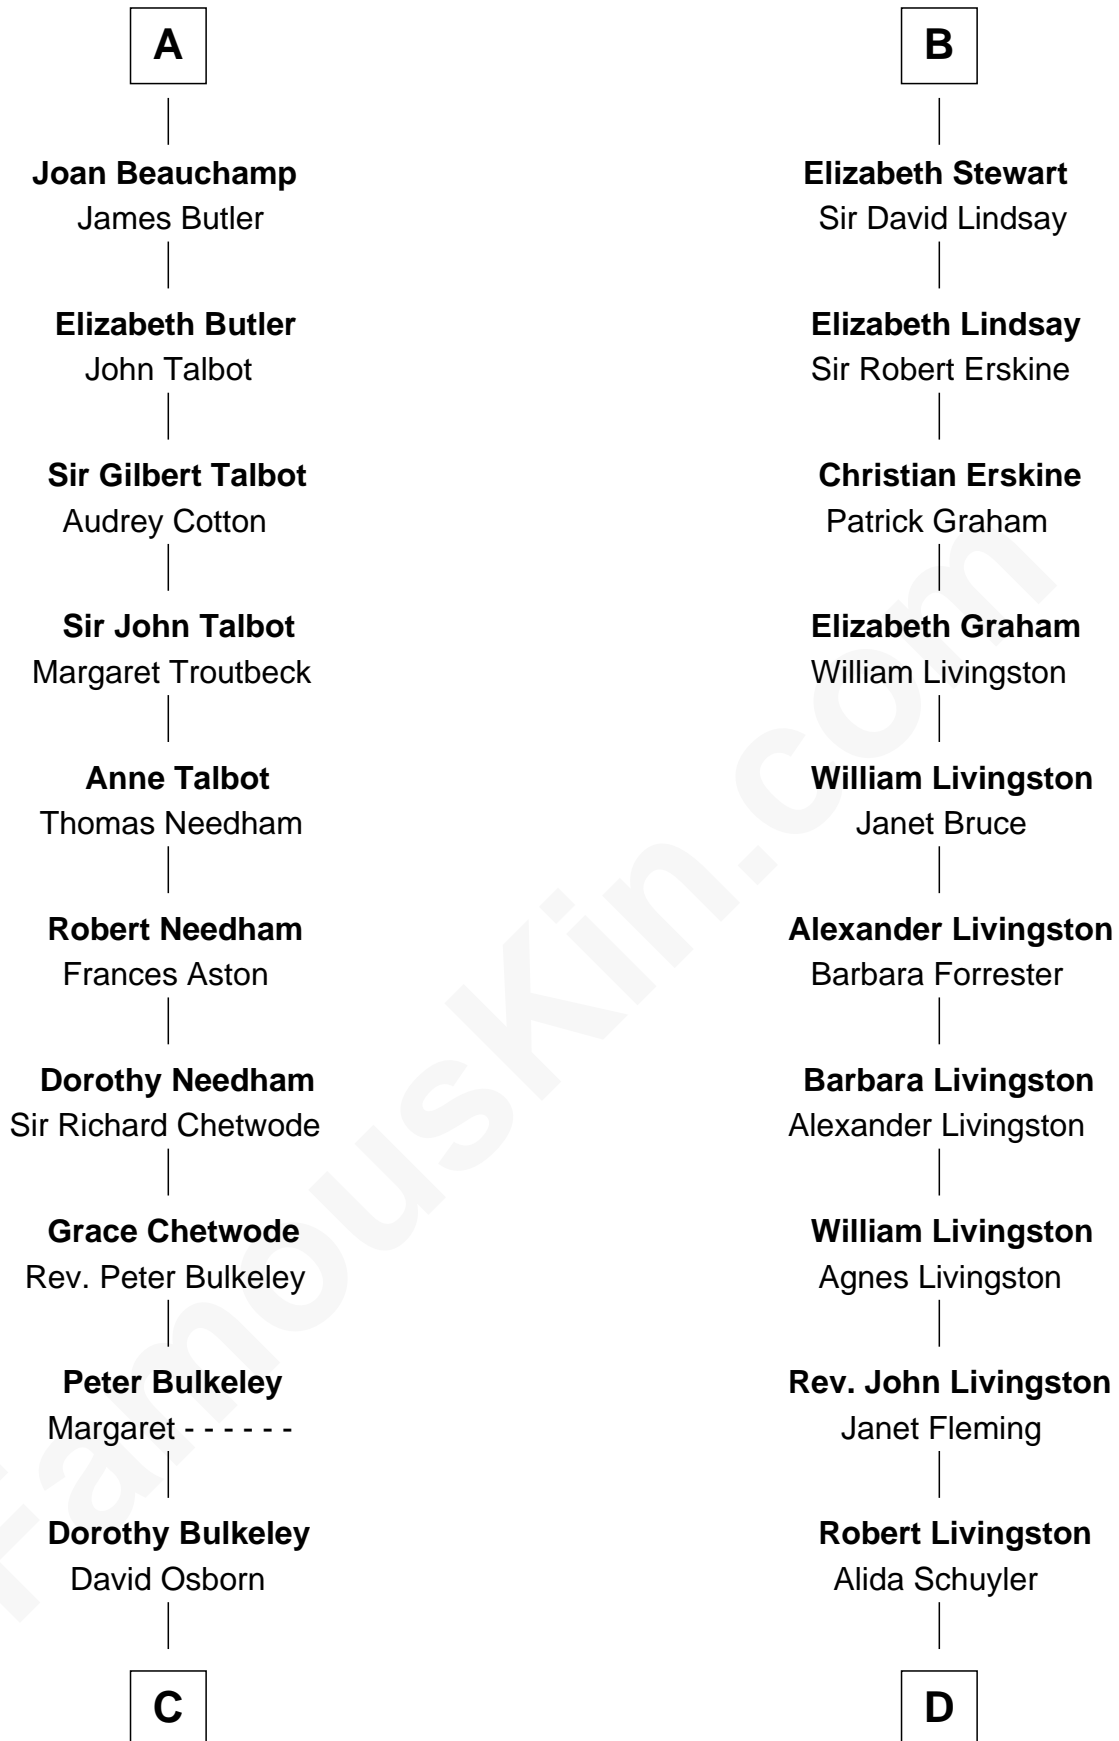 A
Joan Beauchamp
James Butler
Elizabeth Butler
John Talbot
Sir Gilbert Talbot
Audrey Cotton
Sir John Talbot
Margaret Troutbeck
Anne Talbot
Thomas Needham
Robert Needham
Frances Aston
Dorothy Needham
Sir Richard Chetwode
Grace Chetwode
Rev. Peter Bulkeley
Peter Bulkeley
Margaret - - - - - -
Dorothy Bulkeley
David Osborn
C
B
Elizabeth Stewart
Sir David Lindsay
Elizabeth Lindsay
Sir Robert Erskine
Christian Erskine
Patrick Graham
Elizabeth Graham
William Livingston
William Livingston
Janet Bruce
Alexander Livingston
Barbara Forrester
Barbara Livingston
Alexander Livingston
William Livingston
Agnes Livingston
Rev. John Livingston
Janet Fleming
Robert Livingston
Alida Schuyler
D
FamousKin.com